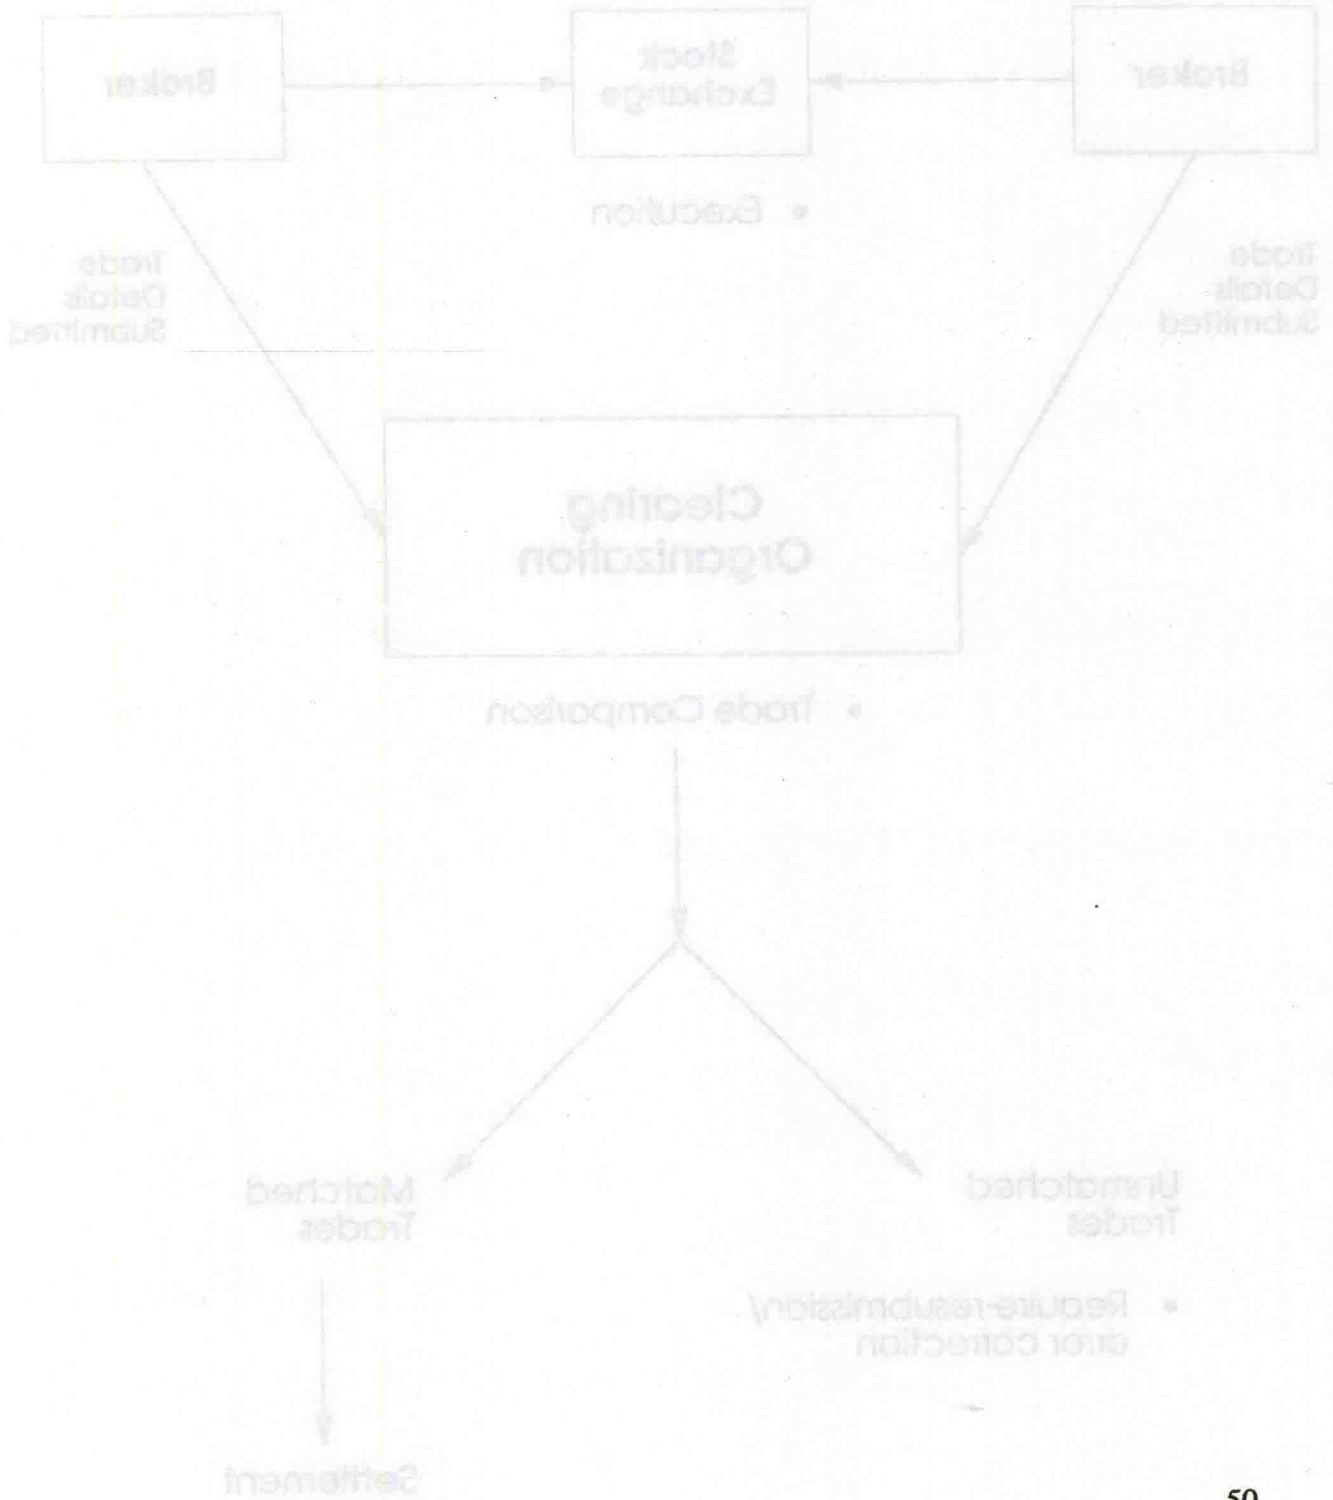 Broker
Stock
Exchange
Broker
• Execution
Trade
Details
Submitted
Trade
Details
Submitted
Clearing
Organization
• Trade Comparison
Unmatched
Trades
• Require-resubmission/
error correction
Matched
Trades
Settlement
50